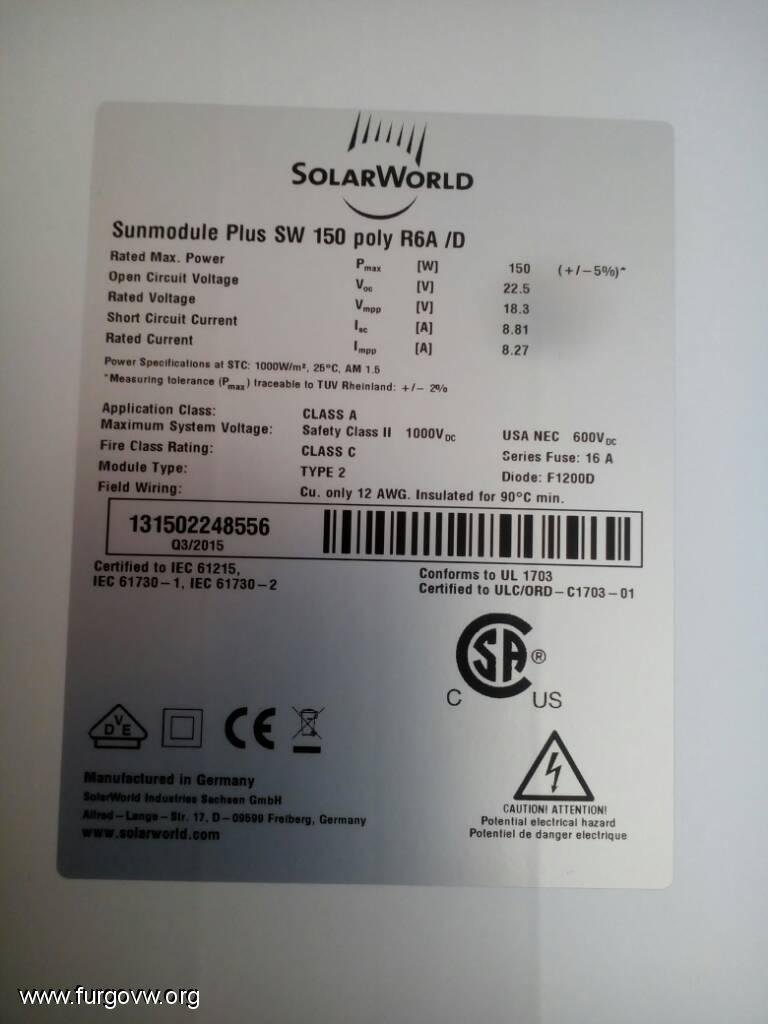 SOLARWORLD
Sunmodule Plus SW 150 poly R6A /D
Rated Max. Power Pmax [W] 150 (+/-5%)*
Open Circuit Voltage Voc [V] 22.5
Rated Voltage Vmpp [V] 18.3
Short Circuit Current Isc [A] 8.81
Rated Current Impp [A] 8.27
Power Specifications at STC: 1000W/m², 25°C, AM 1.5
*Measuring tolerance (Pmax) traceable to TUV Rheinland: +/- 2%
Application Class: CLASS A
Maximum System Voltage: Safety Class II 1000VDC USA NEC 600VDC
Fire Class Rating: CLASS C Series Fuse: 16 A
Module Type: TYPE 2 Diode: F1200D
Field Wiring: Cu. only 12 AWG. Insulated for 90°C min.
131502248556
Q3/2015
Certified to IEC 61215,
IEC 61730-1, IEC 61730-2
Conforms to UL 1703
Certified to ULC/ORD-C1703-01
CSA ®
C US
DVE CE
Manufactured in Germany
SolarWorld Industries Sachsen GmbH
Alfred-Lange-Str. 17, D-09599 Freiberg, Germany
www.solarworld.com
CAUTION! ATTENTION!
Potential electrical hazard
Potentiel de danger electrique
www.furgovw.org